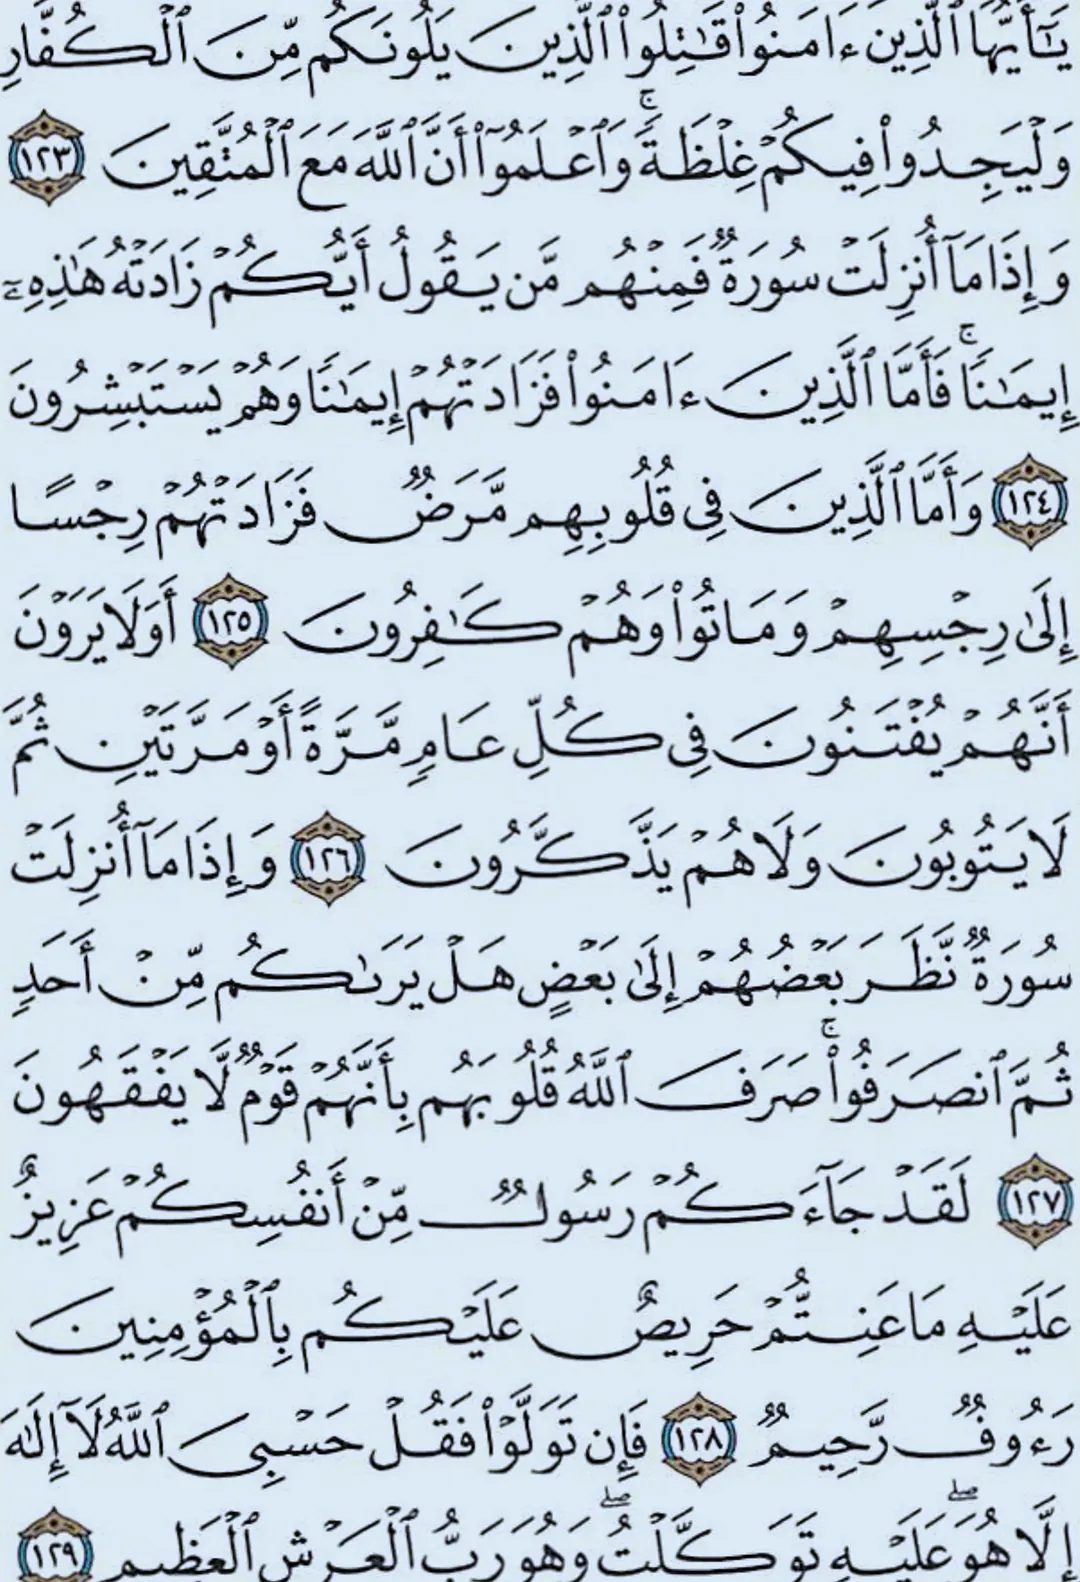 يَٰٓأَيُّهَا ٱلَّذِينَ ءَامَنُوا۟ قَٰتِلُوا۟ ٱلَّذِينَ يَلُونَكُم مِّنَ ٱلْكُفَّارِ
وَلْيَجِدُوا۟ فِيكُمْ غِلْظَةً ۚ وَٱعْلَمُوٓا۟ أَنَّ ٱللَّهَ مَعَ ٱلْمُتَّقِينَ ١٢٣
وَإِذَا مَآ أُنزِلَتْ سُورَةٌ فَمِنْهُم مَّن يَقُولُ أَيُّكُمْ زَادَتْهُ هَٰذِهِۦٓ
إِيمَٰنًا ۚ فَأَمَّا ٱلَّذِينَ ءَامَنُوا۟ فَزَادَتْهُمْ إِيمَٰنًا وَهُمْ يَسْتَبْشِرُونَ
١٢٤ وَأَمَّا ٱلَّذِينَ فِى قُلُوبِهِم مَّرَضٌ فَزَادَتْهُمْ رِجْسًا
إِلَىٰ رِجْسِهِمْ وَمَاتُوا۟ وَهُمْ كَٰفِرُونَ ١٢٥ أَوَلَا يَرَوْنَ
أَنَّهُمْ يُفْتَنُونَ فِى كُلِّ عَامٍ مَّرَّةً أَوْ مَرَّتَيْنِ ثُمَّ
لَا يَتُوبُونَ وَلَا هُمْ يَذَّكَّرُونَ ١٢٦ وَإِذَا مَآ أُنزِلَتْ
سُورَةٌ نَّظَرَ بَعْضُهُمْ إِلَىٰ بَعْضٍ هَلْ يَرَىٰكُم مِّنْ أَحَدٍ
ثُمَّ ٱنصَرَفُوا۟ ۚ صَرَفَ ٱللَّهُ قُلُوبَهُم بِأَنَّهُمْ قَوْمٌ لَّا يَفْقَهُونَ
١٢٧ لَقَدْ جَآءَكُمْ رَسُولٌ مِّنْ أَنفُسِكُمْ عَزِيزٌ
عَلَيْهِ مَا عَنِتُّمْ حَرِيصٌ عَلَيْكُم بِٱلْمُؤْمِنِينَ
رَءُوفٌ رَّحِيمٌ ١٢٨ فَإِن تَوَلَّوْا۟ فَقُلْ حَسْبِىَ ٱللَّهُ لَآ إِلَٰهَ
إِلَّا هُوَ ۖ عَلَيْهِ تَوَكَّلْتُ ۖ وَهُوَ رَبُّ ٱلْعَرْشِ ٱلْعَظِيمِ ١٢٩